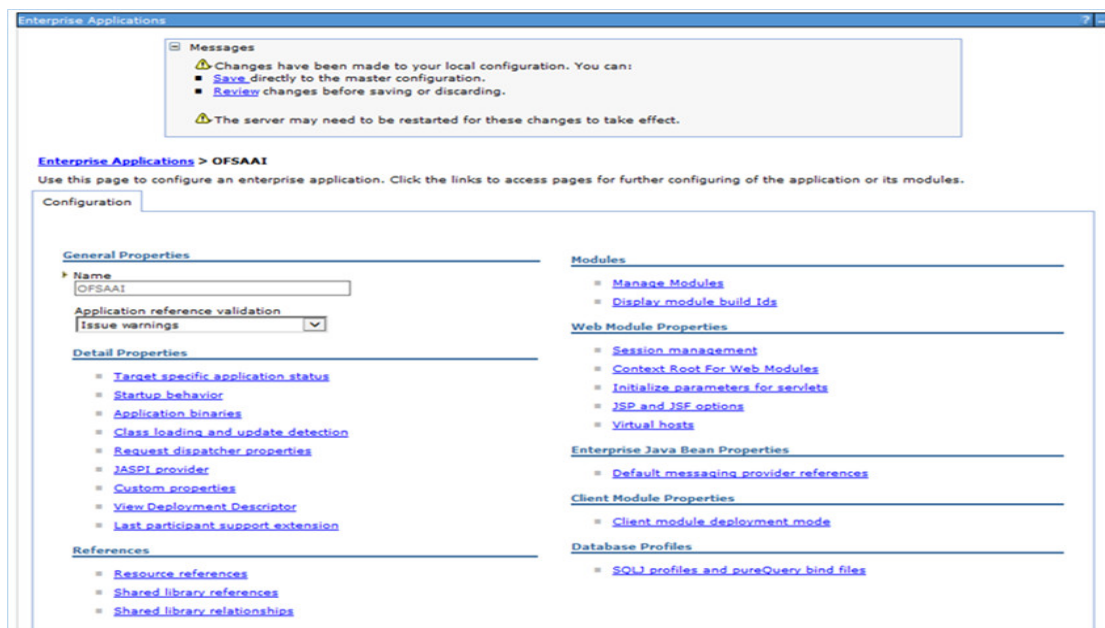 Enterprise Applications
? –
Messages
Changes have been made to your local configuration. You can:
Save directly to the master configuration.
Review changes before saving or discarding.
The server may need to be restarted for these changes to take effect.
Enterprise Applications > OFSAAI
Use this page to configure an enterprise application. Click the links to access pages for further configuring of the application or its modules.
Configuration
General Properties
Name
OFSAAI
Application reference validation
Issue warnings
Detail Properties
Target specific application status
Startup behavior
Application binaries
Class loading and update detection
Request dispatcher properties
JASPI provider
Custom properties
View Deployment Descriptor
Last participant support extension
References
Resource references
Shared library references
Shared library relationships
Modules
Manage Modules
Display module build Ids
Web Module Properties
Session management
Context Root For Web Modules
Initialize parameters for servlets
JSP and JSF options
Virtual hosts
Enterprise Java Bean Properties
Default messaging provider references
Client Module Properties
Client module deployment mode
Database Profiles
SQLJ profiles and pureQuery bind files